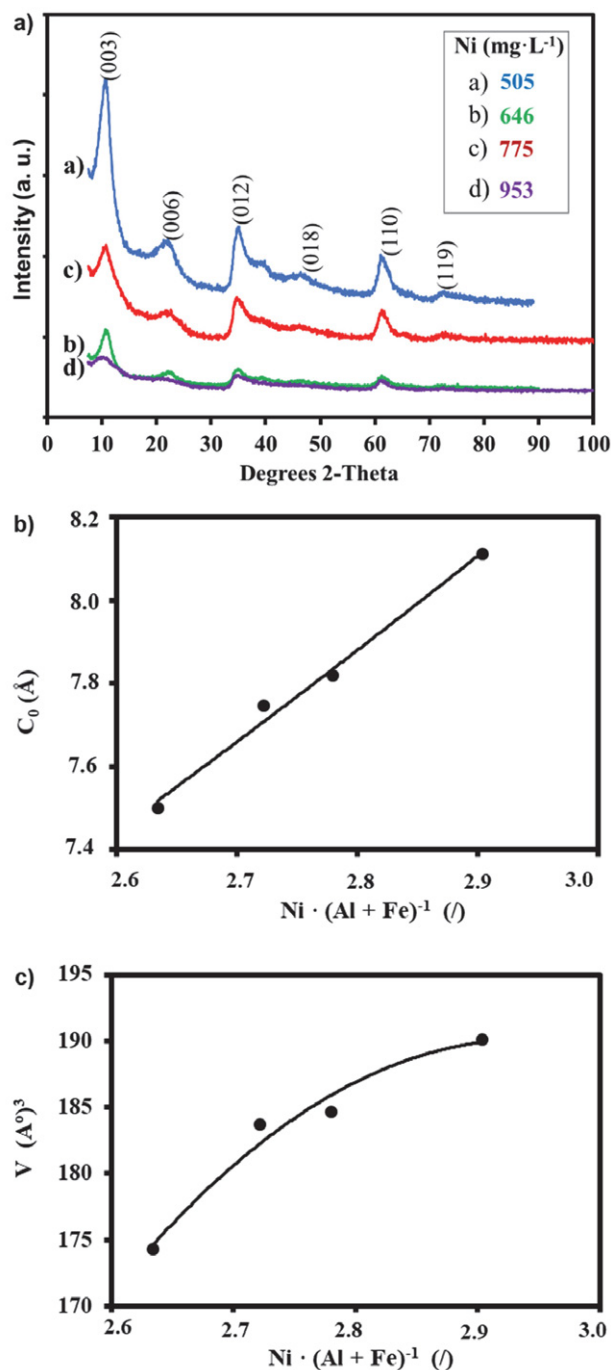 a)
Ni (mg·L⁻¹)
a) 505
b) 646
c) 775
d) 953
(003)
(006)
(012)
(018)
(110)
(119)
a)
c)
b)
d)
Intensity (a. u.)
0 10 20 30 40 50 60 70 80 90 100
Degrees 2-Theta
b)
8.2
8.0
7.8
7.6
7.4
C₀ (Å)
2.6 2.7 2.8 2.9 3.0
Ni · (Al + Fe)⁻¹ (/)
c)
195
190
185
180
175
170
V (Aº)³
2.6 2.7 2.8 2.9 3.0
Ni · (Al + Fe)⁻¹ (/)